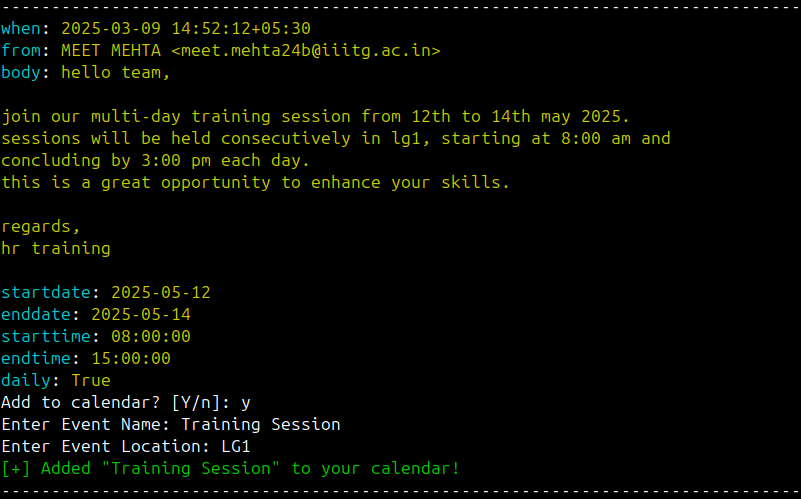 when: 2025-03-09 14:52:12+05:30
from: MEET MEHTA <meet.mehta24b@iiitg.ac.in>
body: hello team,
join our multi-day training session from 12th to 14th may 2025.
sessions will be held consecutively in lg1, starting at 8:00 am and
concluding by 3:00 pm each day.
this is a great opportunity to enhance your skills.
regards,
hr training
startdate: 2025-05-12
enddate: 2025-05-14
starttime: 08:00:00
endtime: 15:00:00
daily: True
Add to calendar? [Y/n]: y
Enter Event Name: Training Session
Enter Event Location: LG1
[+] Added "Training Session" to your calendar!